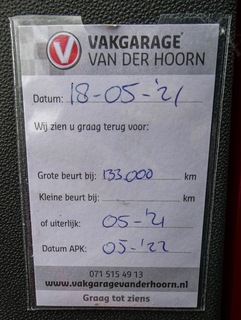 VAKGARAGE
VAN DER HOORN
Datum: 18-05-'21
Wij zien u graag terug voor:
Grote beurt bij: 133.000 km
Kleine beurt bij: km
of uiterlijk: 05-'21
Datum APK: 05-'22
071 515 49 13
www.vakgaragevanderhoorn.nl
Graag tot ziens